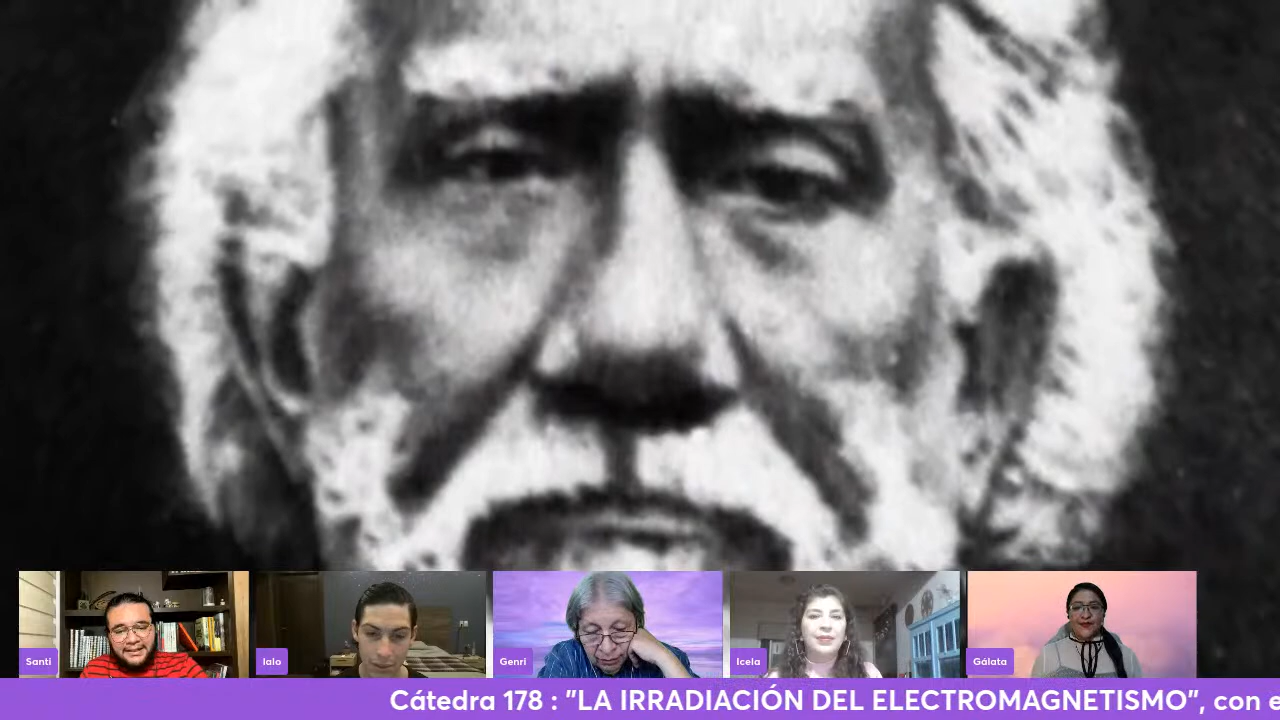 Santi
lalo
Genri
Icela
Gálata
Cátedra 178 : "LA IRRADIACIÓN DEL ELECTROMAGNETISMO", con e